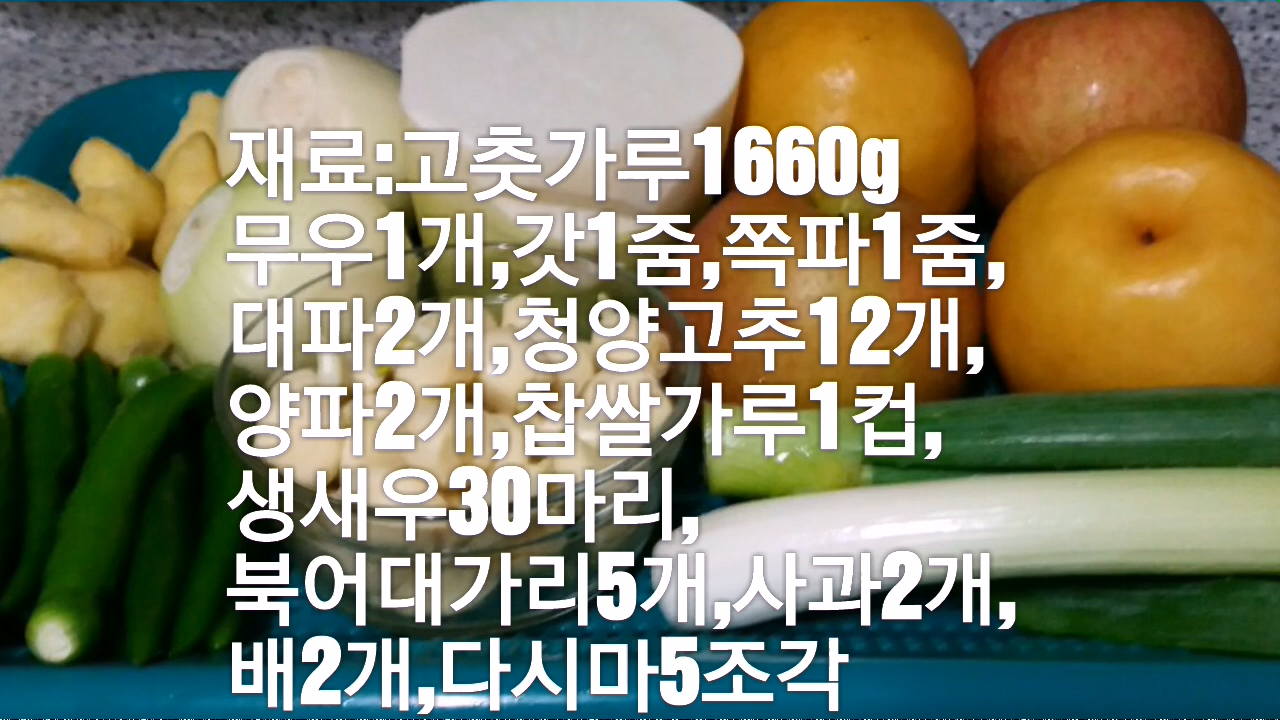 재료:고춧가루1660g
무우1개,갓1줌,쪽파1줌,
대파2개,청양고추12개,
양파2개,찹쌀가루1컵,
생새우30마리,
북어대가리5개,사과2개,
배2개,다시마5조각